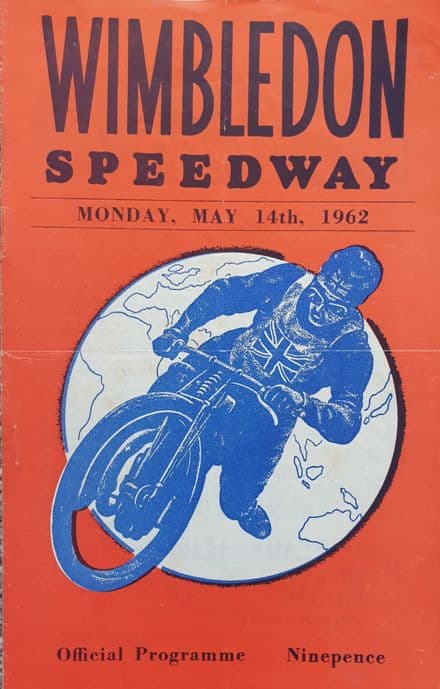 WIMBLEDON
SPEEDWAY
MONDAY, MAY 14th, 1962
Official Programme Ninepence